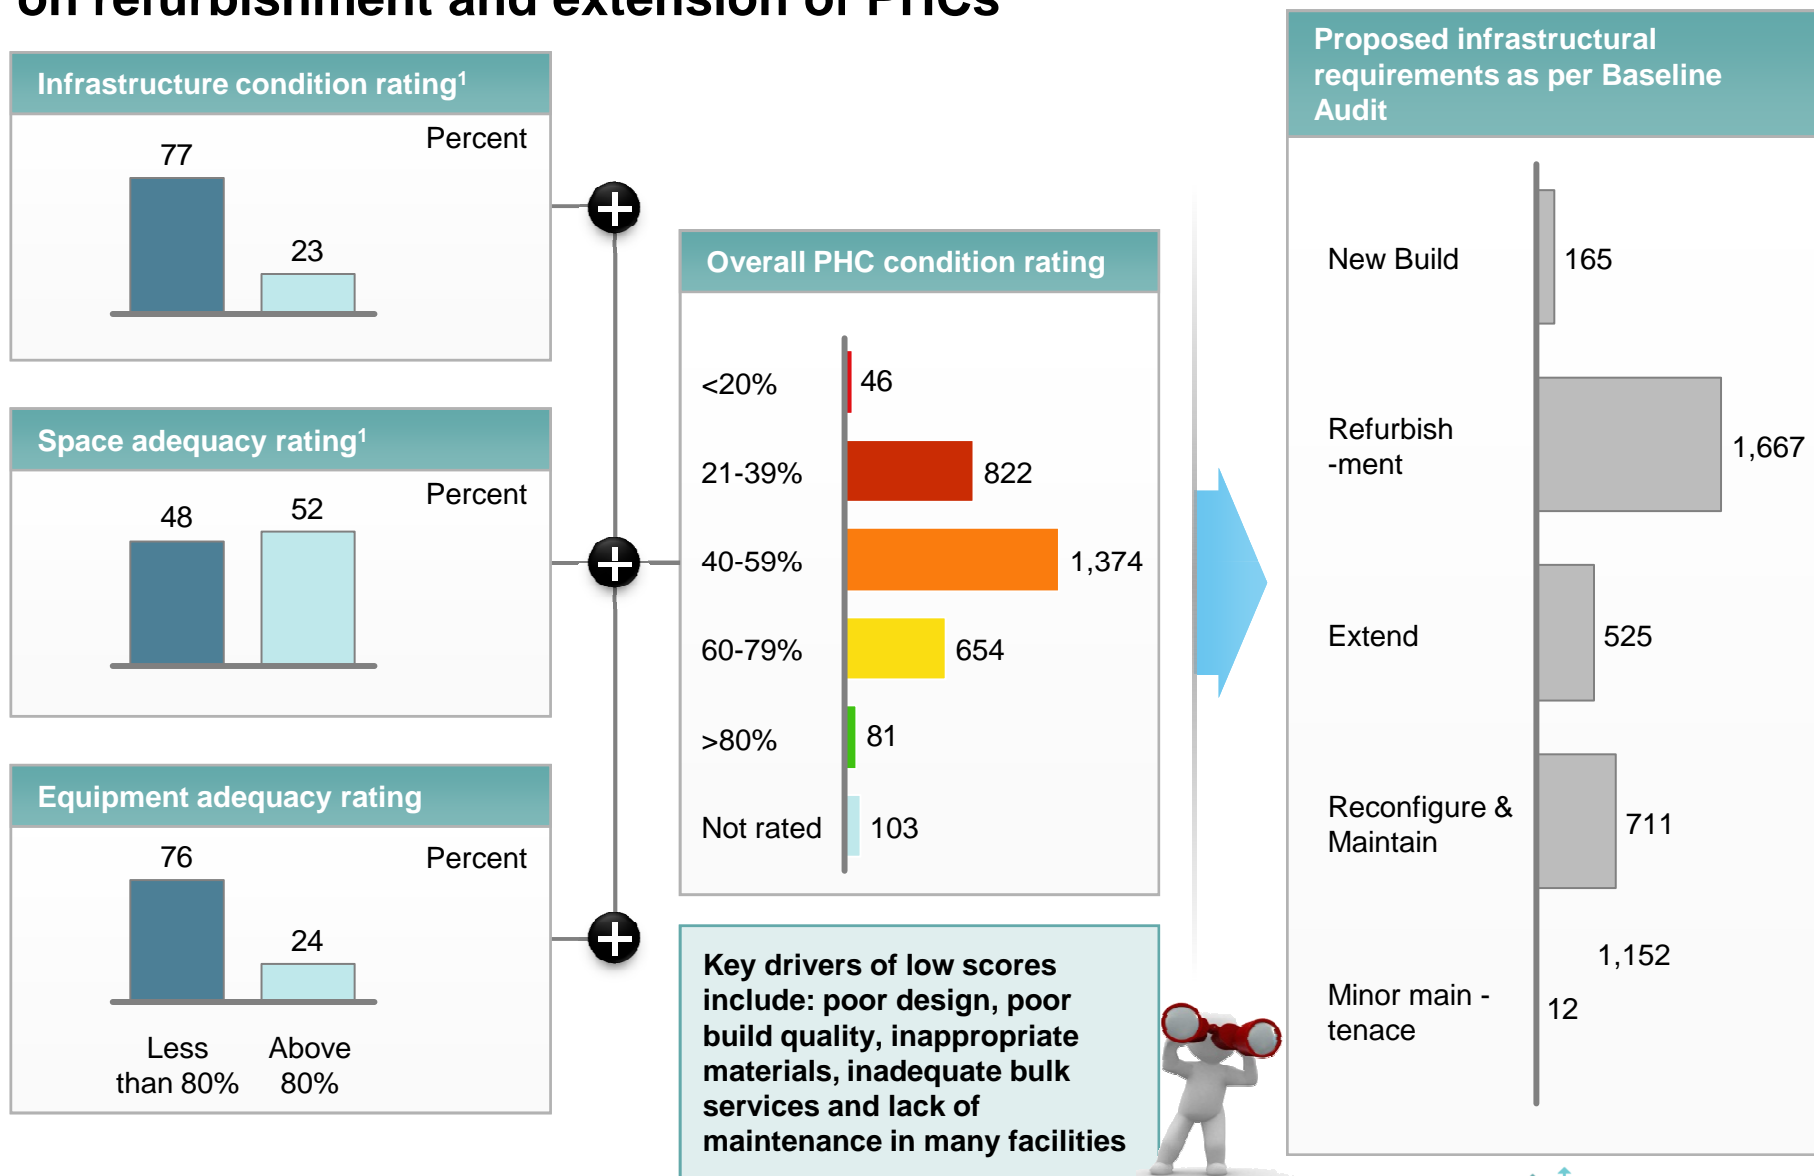 on refurbishment and extension of PHCs
Infrastructure condition rating1
Percent
77
23
Space adequacy rating1
Percent
48
52
Equipment adequacy rating
Percent
76
24
Less
than 80%
Above
80%
Overall PHC condition rating
<20%
46
21-39%
822
40-59%
1,374
60-79%
654
>80%
81
Not rated
103
Key drivers of low scores
include: poor design, poor
build quality, inappropriate
materials, inadequate bulk
services and lack of
maintenance in many facilities
Proposed infrastructural
requirements as per Baseline
Audit
New Build
165
Refurbish
-ment
1,667
Extend
525
Reconfigure &
Maintain
711
1,152
Minor main -
tenace
12